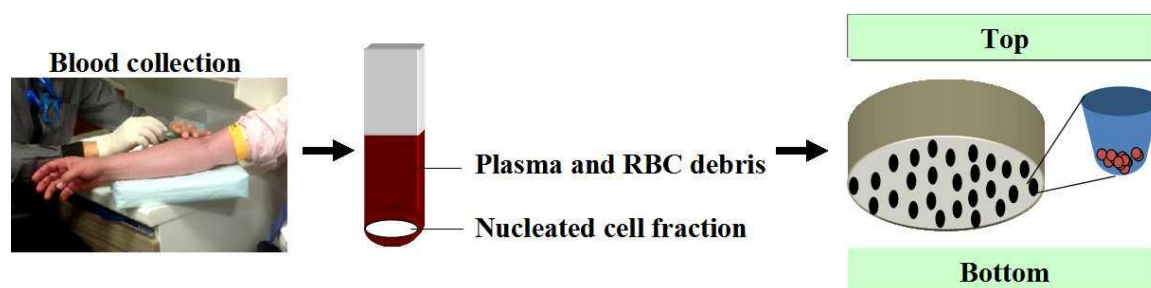 Blood collection
Plasma and RBC debris
Nucleated cell fraction
Top
Bottom